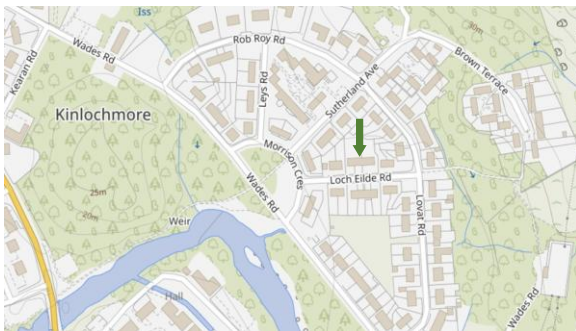 Iss
Wades Rd
Rob Roy Rd
Kearan Rd
Leys Rd
Sutherland Ave
Brown Terrace
30m
Kinlochmore
Morrison Cres
Loch Eilde Rd
Wades Rd
25m
20m
Weir
Lovat Rd
Hall
Wades Rd